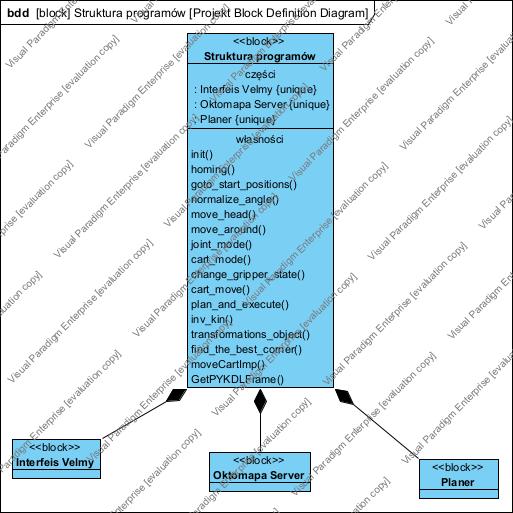 bdd [block] Struktura programów [Projekt Block Definition Diagram]
<<block>>
Struktura programów
części
: Interfeis Velmy {unique}
: Oktomapa Server {unique}
: Planer {unique}
własności
init()
homing()
goto_start_positions()
normalize_angle()
move_head()
move_around()
joint_mode()
cart_mode()
change_gripper_state()
cart_move()
plan_and_execute()
inv_kin()
transformations_object()
find_the_best_corner()
moveCartImp()
GetPYKDLFrame()
<<block>>
Interfeis Velmy
<<block>>
Oktomapa Server
<<block>>
Planer
Visual Paradigm Enterprise [evaluation copy]